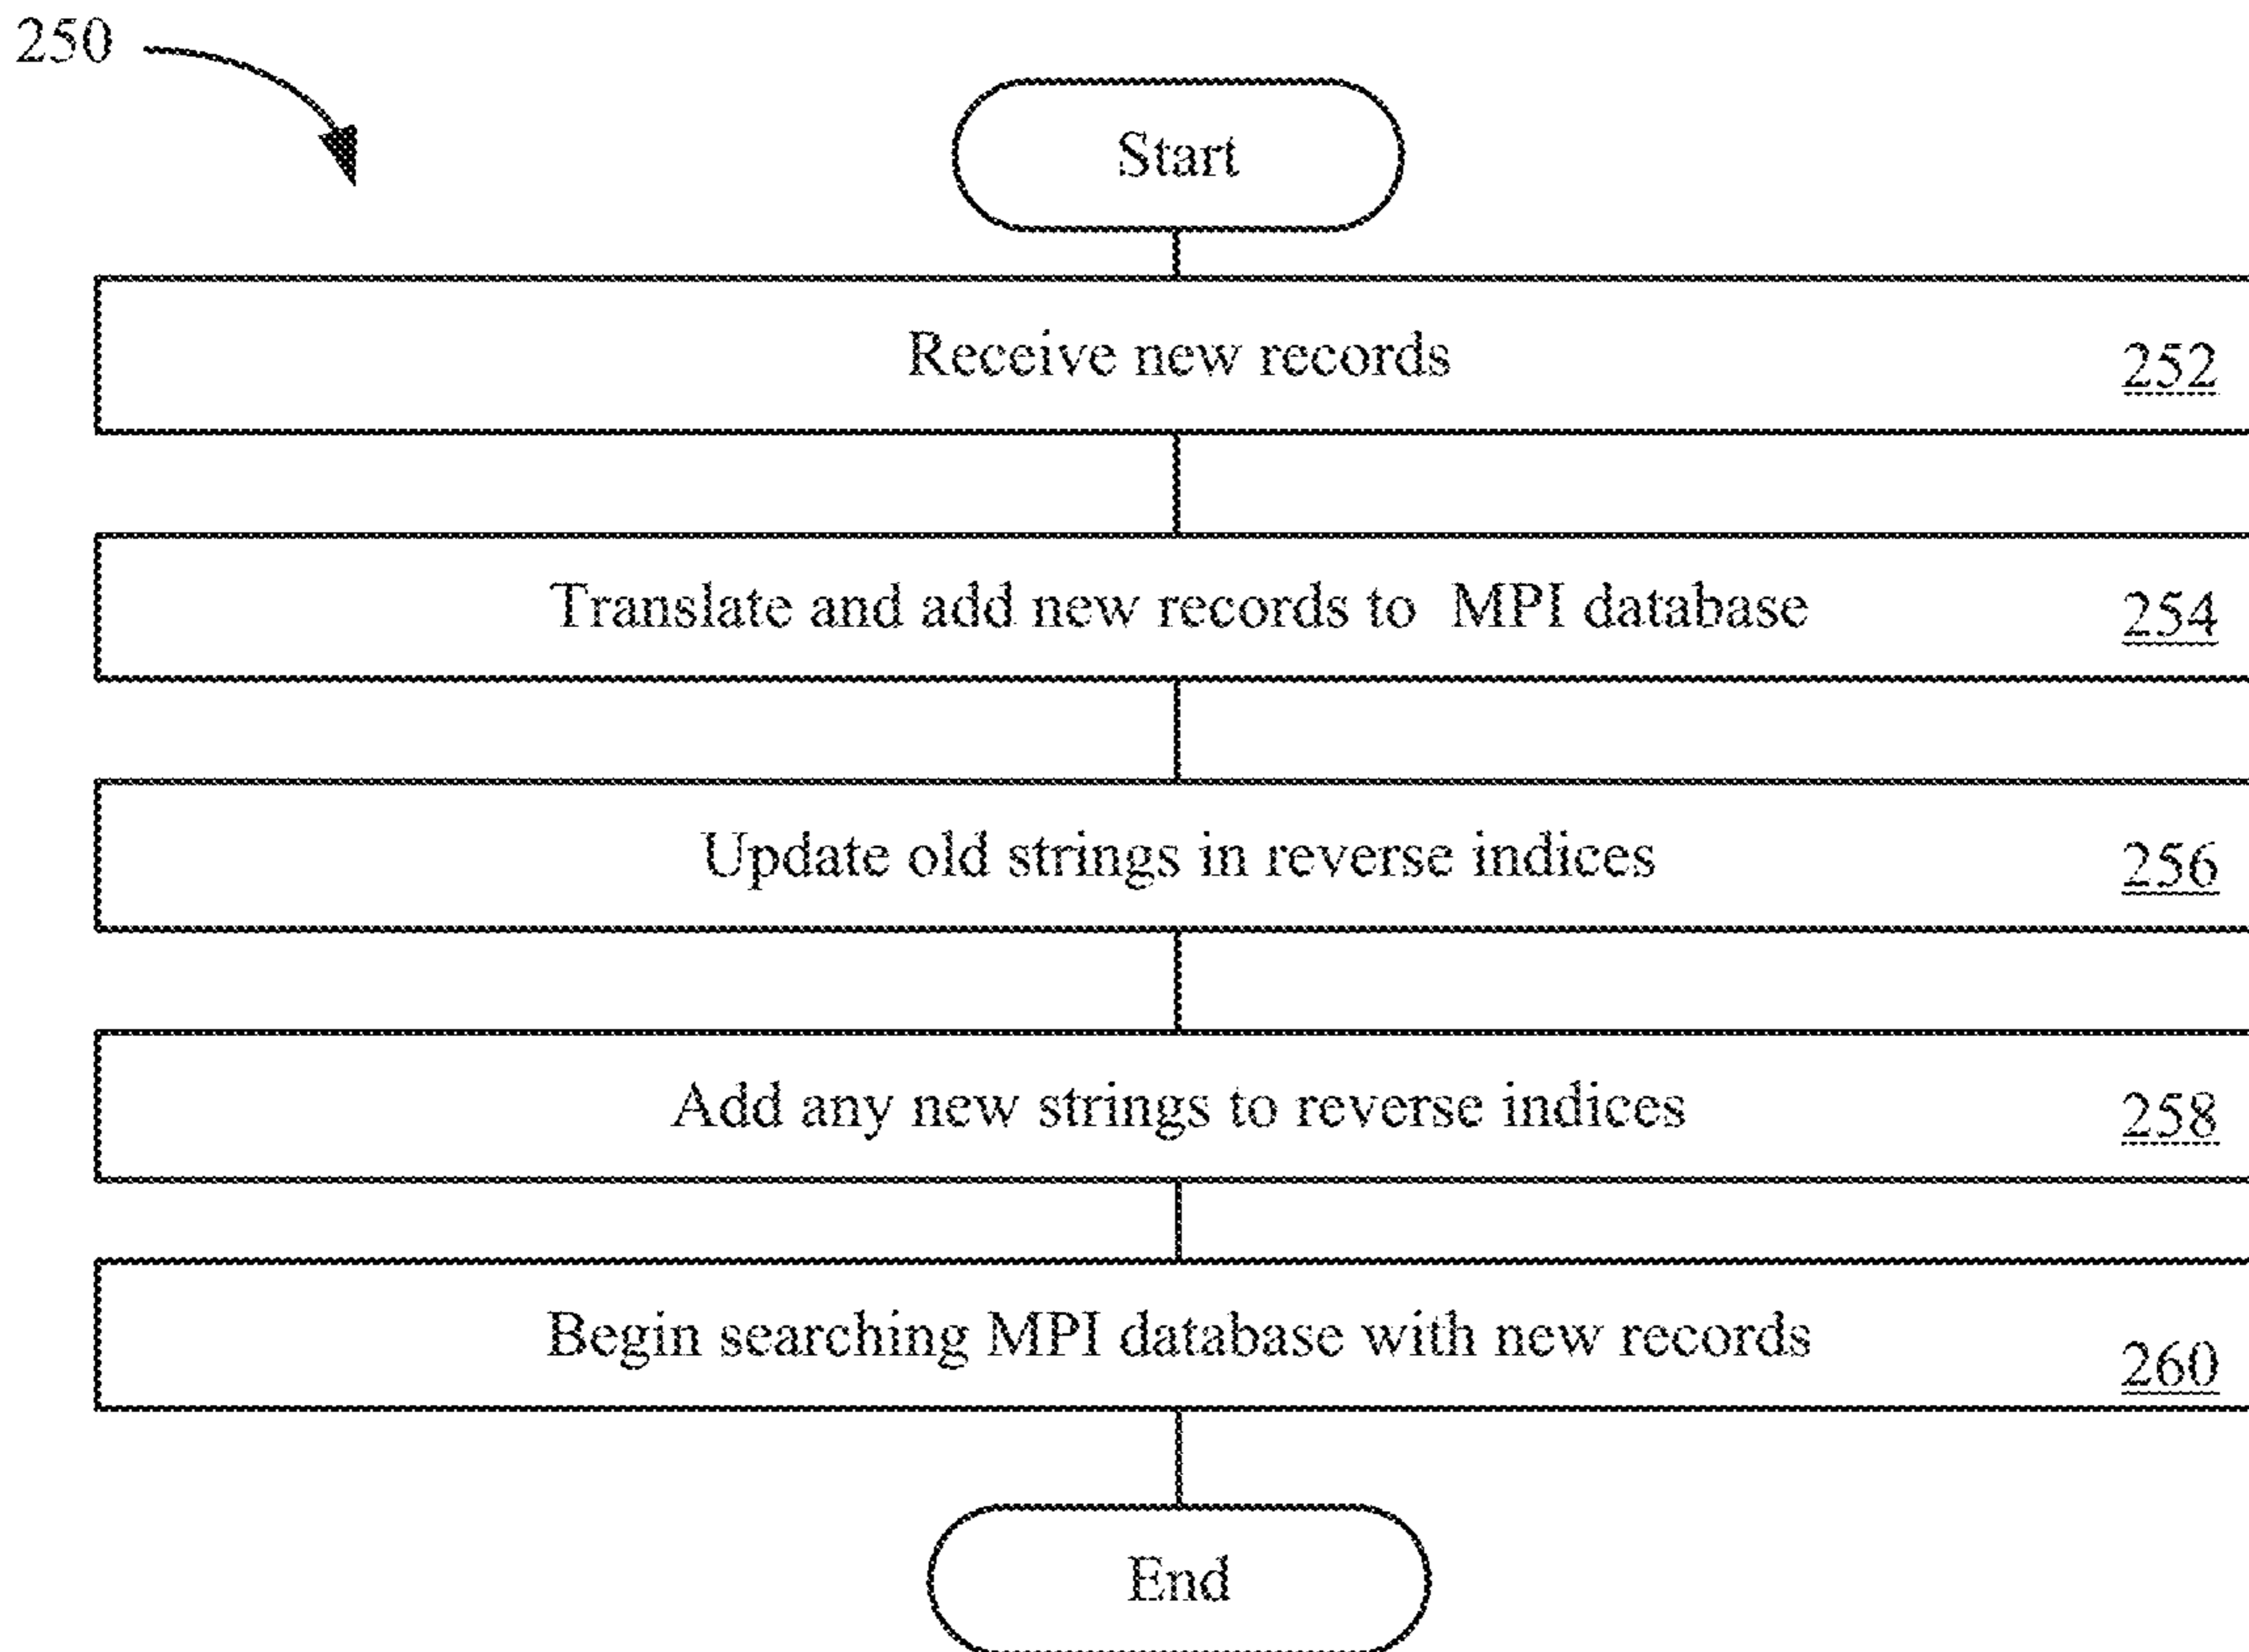 250
Start
Receive new records 252
Translate and add new records to MPI database 254
Update old strings in reverse indices 256
Add any new strings to reverse indices 258
Begin searching MPI database with new records 260
End